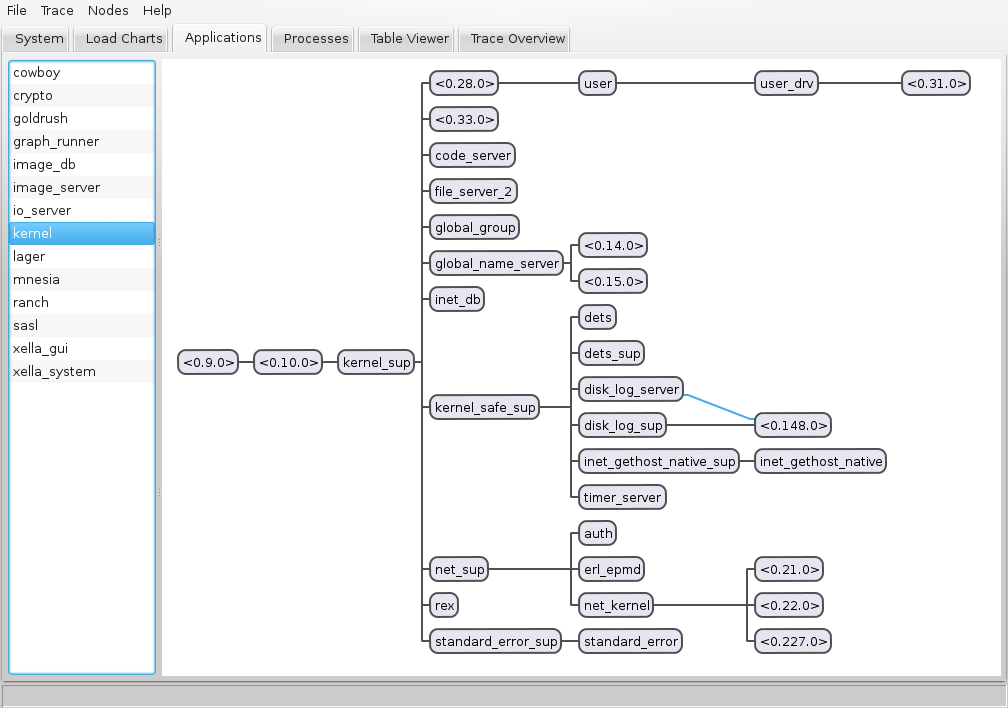 File Trace Nodes Help
System Load Charts Applications Processes Table Viewer Trace Overview
cowboy
crypto
goldrush
graph_runner
image_db
image_server
io_server
kernel
lager
mnesia
ranch
sasl
xella_gui
xella_system
<0.9.0> <0.10.0> kernel_sup
<0.28.0> user user_drv <0.31.0>
<0.33.0>
code_server
file_server_2
global_group
global_name_server
<0.14.0>
<0.15.0>
inet_db
kernel_safe_sup
dets
dets_sup
disk_log_server
disk_log_sup <0.148.0>
inet_gethost_native_sup inet_gethost_native
timer_server
net_sup
auth
erl_epmd
net_kernel
<0.21.0>
<0.22.0>
<0.227.0>
rex
standard_error_sup standard_error